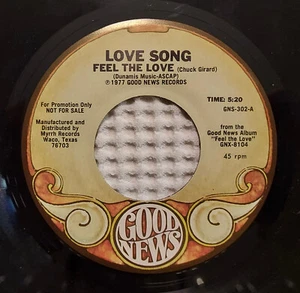 LOVE SONG
FEEL THE LOVE (Chuck Girard)
(Dunamis Music-ASCAP)
℗ 1977 GOOD NEWS RECORDS
For Promotion Only
NOT FOR SALE
Manufactured and
Distributed by
Myrrh Records
Waco, Texas
76703
TIME: 5:20
GNS-302-A
from the
Good News Album
"Feel the Love"
GNX-8104
45 rpm
GOOD
NEWS